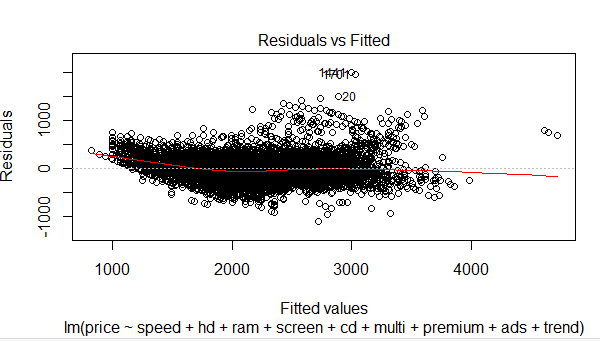 Residuals vs Fitted
Residuals
1000
0
-1000
1701
20
1000 2000 3000 4000
Fitted values
lm(price ~ speed + hd + ram + screen + cd + multi + premium + ads + trend)